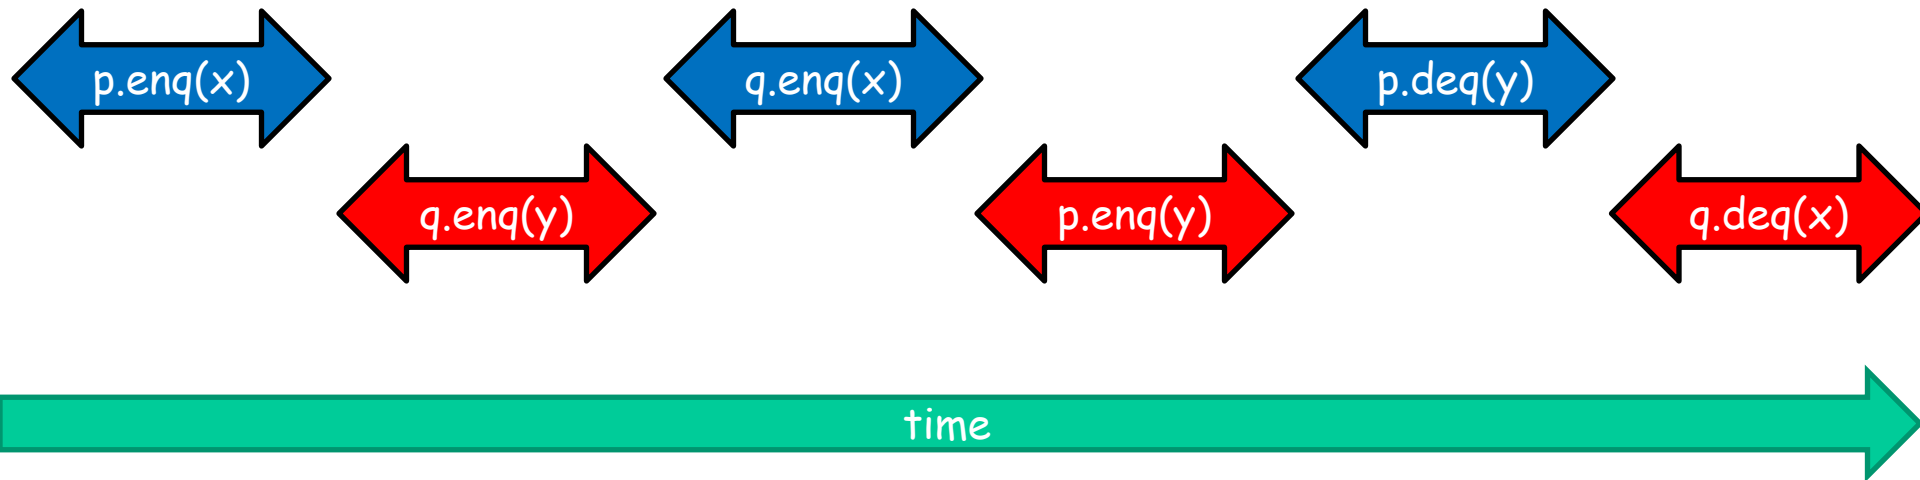 p.enq(x)
q.enq(x)
p.deq(y)
q.enq(y)
p.enq(y)
q.deq(x)
time